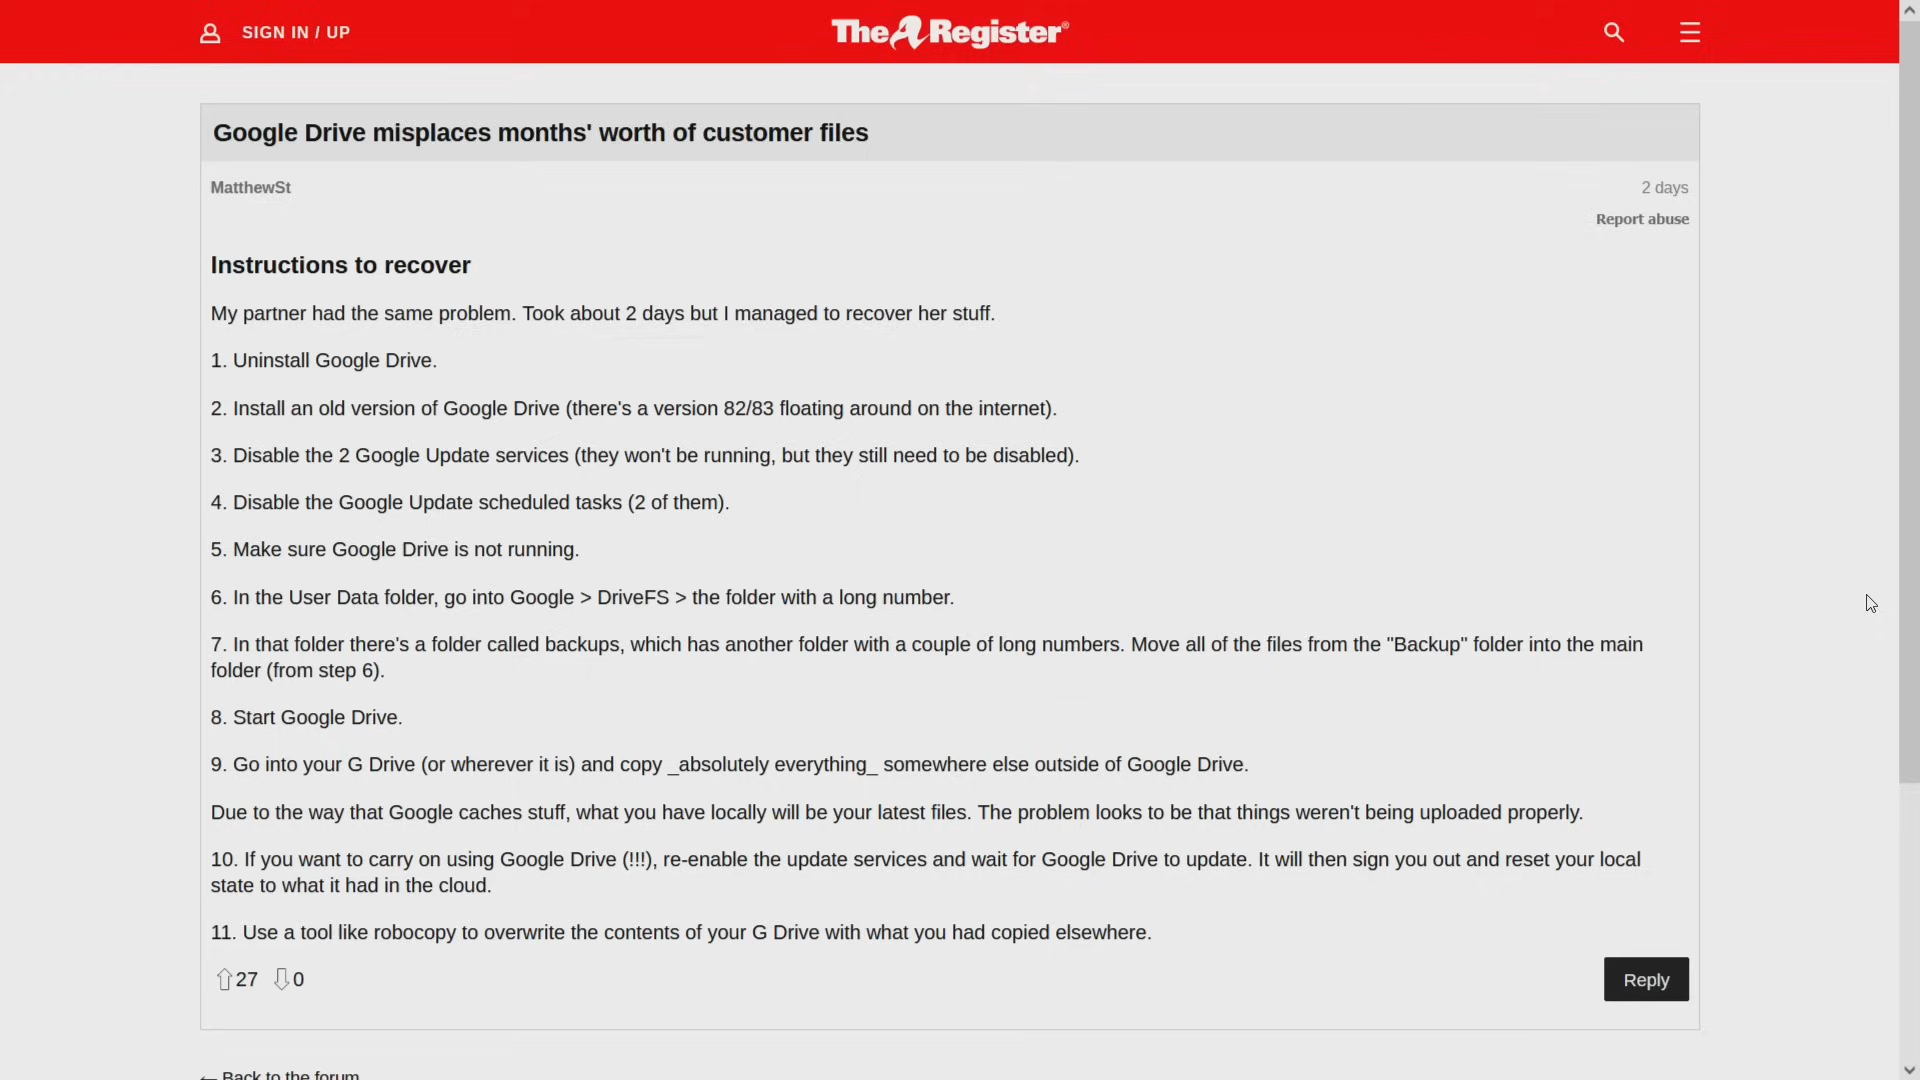 SIGN IN / UP
The Register®
Google Drive misplaces months' worth of customer files
MatthewSt
2 days
Report abuse
Instructions to recover
My partner had the same problem. Took about 2 days but I managed to recover her stuff.
1. Uninstall Google Drive.
2. Install an old version of Google Drive (there's a version 82/83 floating around on the internet).
3. Disable the 2 Google Update services (they won't be running, but they still need to be disabled).
4. Disable the Google Update scheduled tasks (2 of them).
5. Make sure Google Drive is not running.
6. In the User Data folder, go into Google > DriveFS > the folder with a long number.
7. In that folder there's a folder called backups, which has another folder with a couple of long numbers. Move all of the files from the "Backup" folder into the main
folder (from step 6).
8. Start Google Drive.
9. Go into your G Drive (or wherever it is) and copy _absolutely everything_ somewhere else outside of Google Drive.
Due to the way that Google caches stuff, what you have locally will be your latest files. The problem looks to be that things weren't being uploaded properly.
10. If you want to carry on using Google Drive (!!!), re-enable the update services and wait for Google Drive to update. It will then sign you out and reset your local
state to what it had in the cloud.
11. Use a tool like robocopy to overwrite the contents of your G Drive with what you had copied elsewhere.
27 0
Reply
← Back to the forum